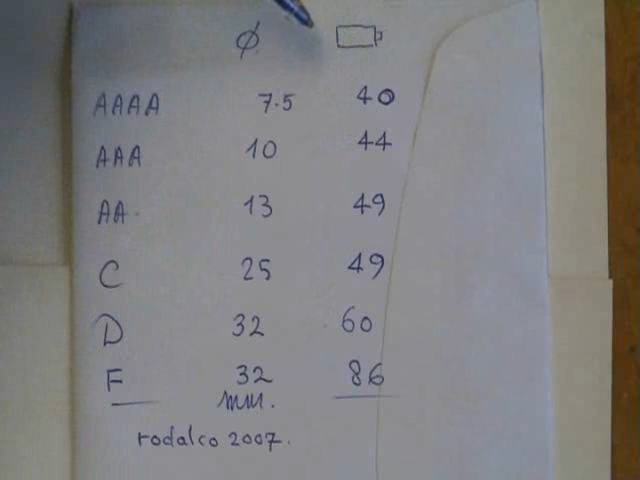 φ
AAAA 7.5 40
AAA 10 44
AA 13 49
C 25 49
D 32 60
F 32 86
mm.
rodalco 2007.